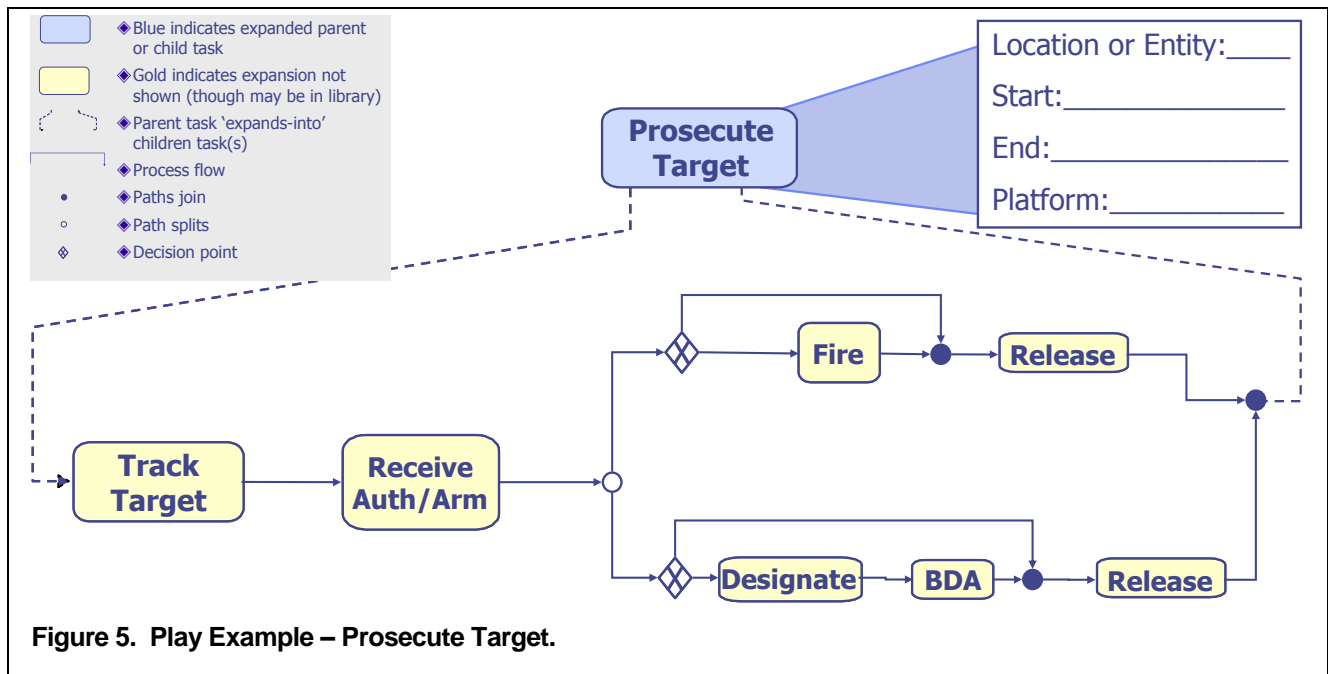 Blue indicates expanded parent
or child task
Gold indicates expansion not
shown (though may be in library)
Parent task ‘expands-into’
children task(s)
Process flow
Paths join
Path splits
Decision point
Prosecute
Target
Location or Entity:____
Start:______________
End:_______________
Platform:___________
Fire
Release
Track
Target
Receive
Auth/Arm
Designate
BDA
Release
Figure 5. Play Example – Prosecute Target.